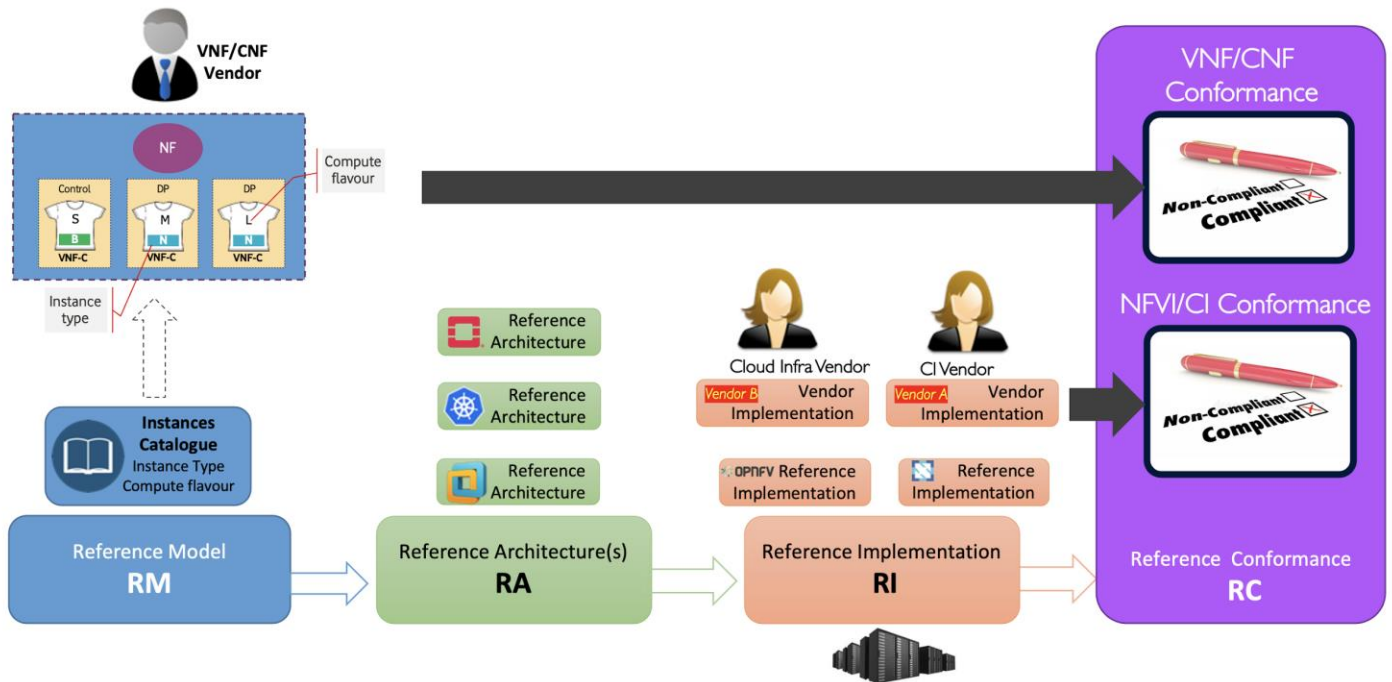 VNF/CNF
Vendor
NF
Compute
flavour
Control
DP
DP
S
M
L
B
N
N
VNF-C
VNF-C
VNF-C
Instance
type
Instances
Catalogue
Instance Type
Compute flavour
Reference Model
RM
Reference
Architecture
Reference
Architecture
Reference
Architecture
Reference Architecture(s)
RA
Cloud Infra Vendor
Vendor B Vendor
Implementation
CI Vendor
Vendor A Vendor
Implementation
OPNFV Reference
Implementation
Reference
Implementation
Reference Implementation
RI
VNF/CNF
Conformance
Non-Compliant
Compliant
NFVI/CI Conformance
Non-Compliant
Compliant
Reference Conformance
RC